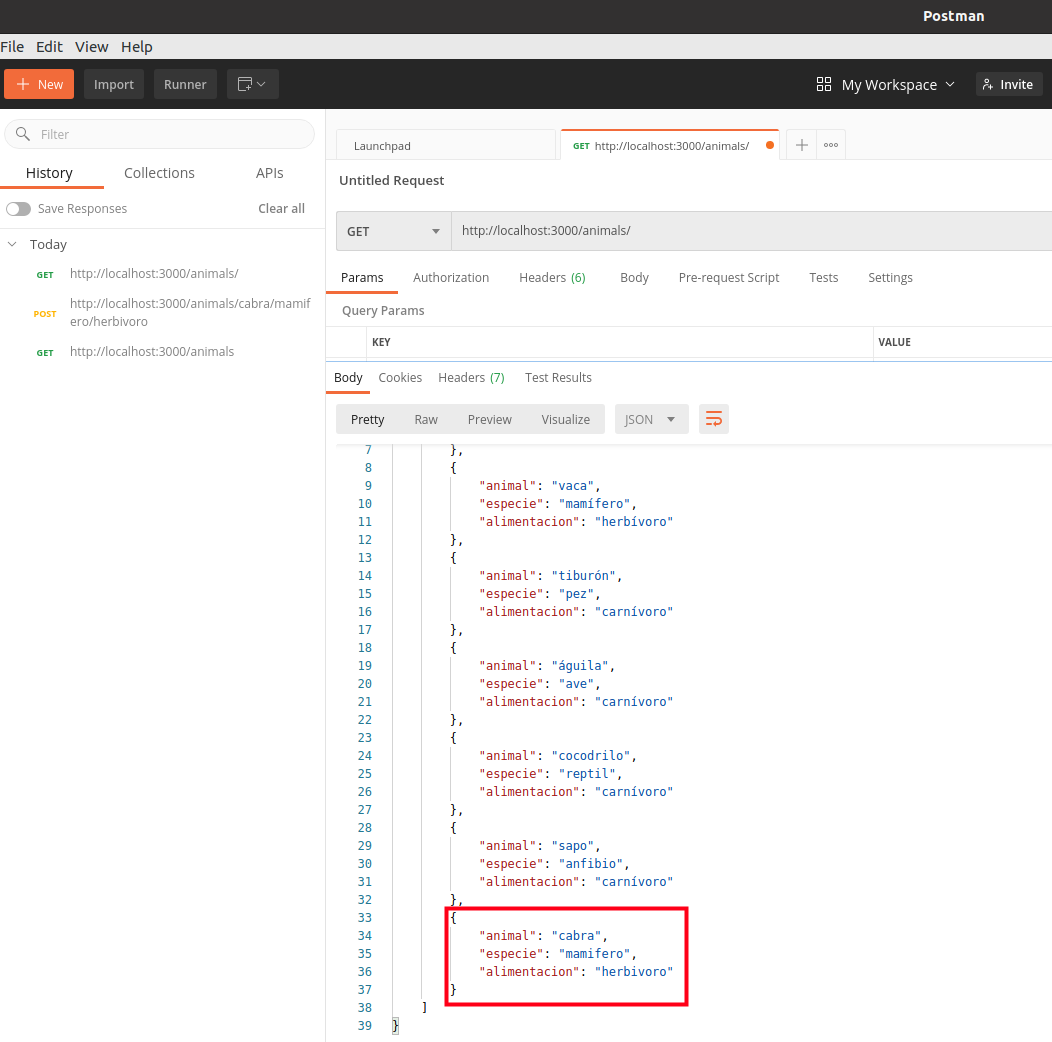 Postman
File Edit View Help
+ New Import Runner My Workspace Invite
Filter
History Collections APIs
Save Responses Clear all
Today
GET http://localhost:3000/animals/
POST http://localhost:3000/animals/cabra/mamif
ero/herbivoro
GET http://localhost:3000/animals
Launchpad GET http://localhost:3000/animals/ + ooo
Untitled Request
GET http://localhost:3000/animals/
Params Authorization Headers (6) Body Pre-request Script Tests Settings
Query Params
KEY VALUE
Body Cookies Headers (7) Test Results
Pretty Raw Preview Visualize JSON
7 },
8 {
9 "animal": "vaca",
10 "especie": "mamífero",
11 "alimentacion": "herbívoro"
12 },
13 {
14 "animal": "tiburón",
15 "especie": "pez",
16 "alimentacion": "carnívoro"
17 },
18 {
19 "animal": "águila",
20 "especie": "ave",
21 "alimentacion": "carnívoro"
22 },
23 {
24 "animal": "cocodrilo",
25 "especie": "reptil",
26 "alimentacion": "carnívoro"
27 },
28 {
29 "animal": "sapo",
30 "especie": "anfibio",
31 "alimentacion": "carnívoro"
32 },
33 {
34 "animal": "cabra",
35 "especie": "mamifero",
36 "alimentacion": "herbivoro"
37 }
38 ]
39 }